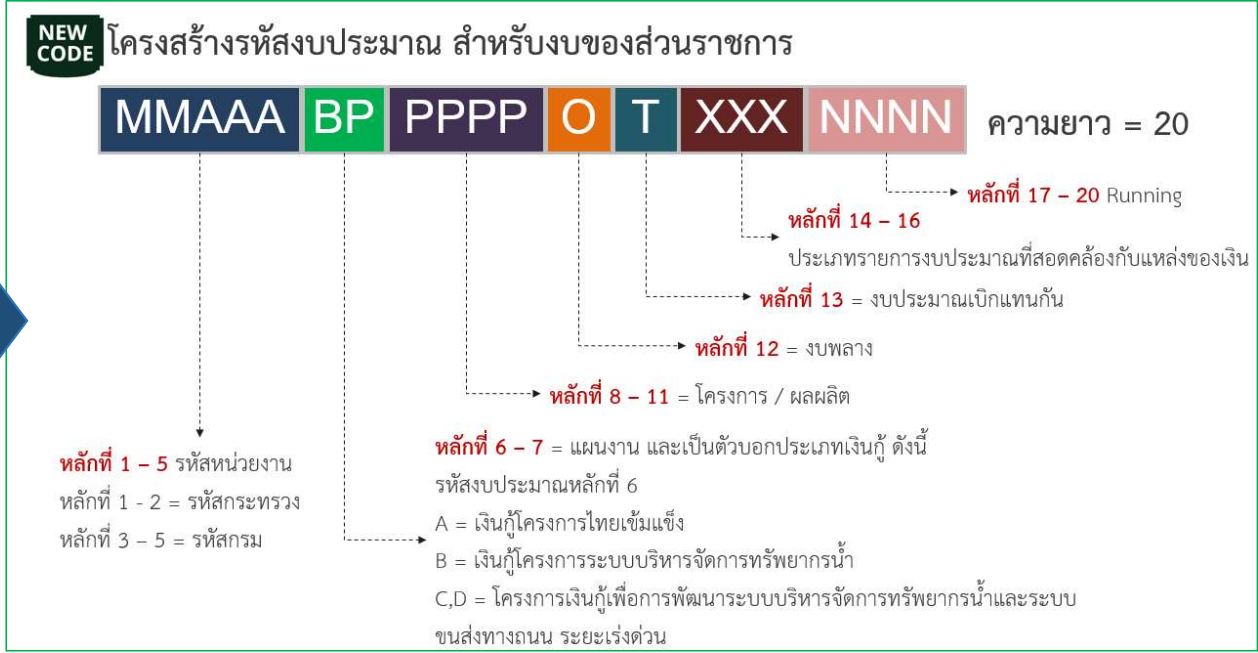 NEW
CODE
โครงสร้างรหัสงบประมาณ สำหรับงบของส่วนราชการ
MMAAA BP PPPP O T XXX NNNN ความยาว = 20
หลักที่ 17 – 20 Running
หลักที่ 14 – 16
ประเภทรายการงบประมาณที่สอดคล้องกับแหล่งของเงิน
หลักที่ 13 = งบประมาณเบิกแทนกัน
หลักที่ 12 = งบพลาง
หลักที่ 8 – 11 = โครงการ / ผลผลิต
หลักที่ 1 – 5 รหัสหน่วยงาน
หลักที่ 1 - 2 = รหัสกระทรวง
หลักที่ 3 – 5 = รหัสกรม
หลักที่ 6 – 7 = แผนงาน และเป็นตัวบอกประเภทเงินกู้ ดังนี้
รหัสงบประมาณหลักที่ 6
A = เงินกู้โครงการไทยเข้มแข็ง
B = เงินกู้โครงการระบบบริหารจัดการทรัพยากรน้ำ
C,D = โครงการเงินกู้เพื่อการพัฒนาระบบบริหารจัดการทรัพยากรน้ำและระบบ
ขนส่งทางถนน ระยะเร่งด่วน